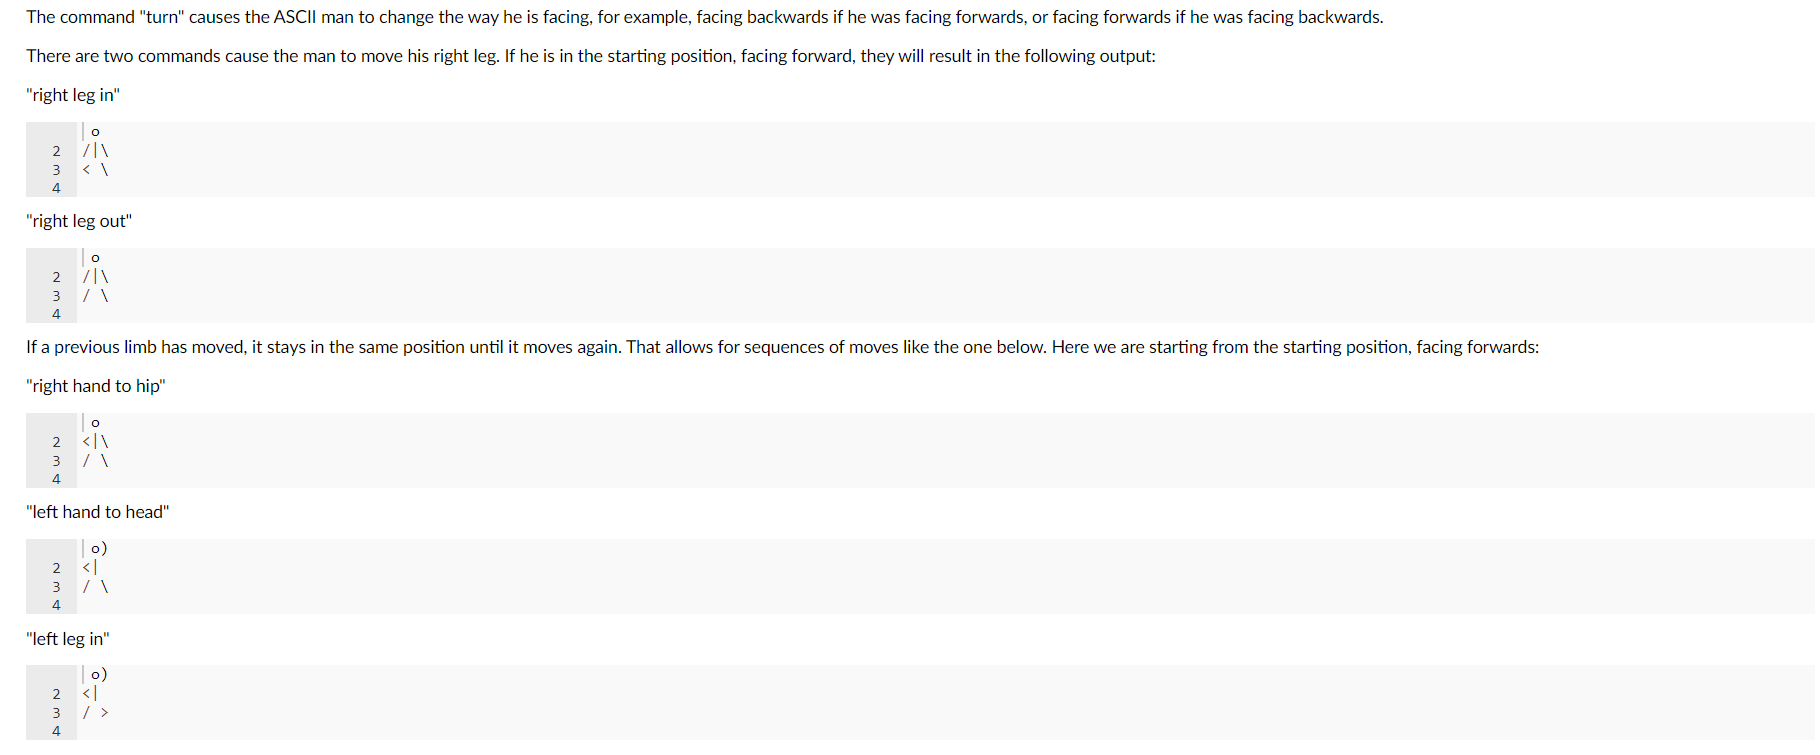 The command "turn" causes the ASCII man to change the way he is facing, for example, facing backwards if he was facing forwards, or facing forwards if he was facing backwards.
There are two commands cause the man to move his right leg. If he is in the starting position, facing forward, they will result in the following output:
"right leg in"
 o
2 /|\
3 < \
4
"right leg out"
 o
2 /|\
3 / \
4
If a previous limb has moved, it stays in the same position until it moves again. That allows for sequences of moves like the one below. Here we are starting from the starting position, facing forwards:
"right hand to hip"
 o
2 <|\
3 / \
4
"left hand to head"
 o)
2 <|
3 / \
4
"left leg in"
 o)
2 <|
3 / >
4